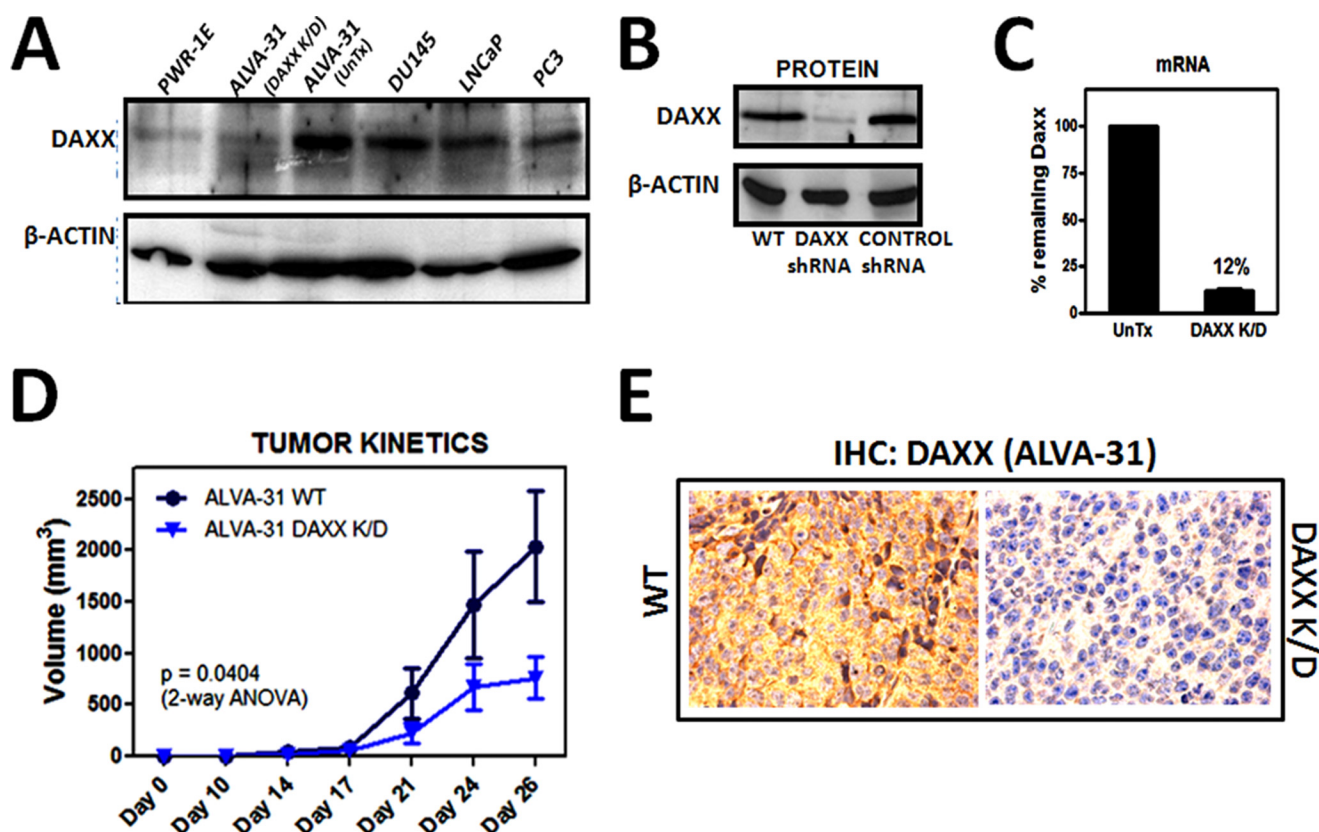 A
PWR-1E
ALVA-31
(DAXX K/D)
ALVA-31
(UnTx)
DU145
LNCaP
PC3
DAXX
β-ACTIN
B
PROTEIN
DAXX
β-ACTIN
WT DAXX CONTROL
shRNA shRNA
C
mRNA
% remaining Daxx
100
75
50
25
0
12%
UnTx DAXX K/D
D
TUMOR KINETICS
Volume (mm³)
2500
2000
1500
1000
500
0
ALVA-31 WT
ALVA-31 DAXX K/D
p = 0.0404
(2-way ANOVA)
Day 0
Day 10
Day 14
Day 17
Day 21
Day 24
Day 26
E
IHC: DAXX (ALVA-31)
WT
DAXX K/D